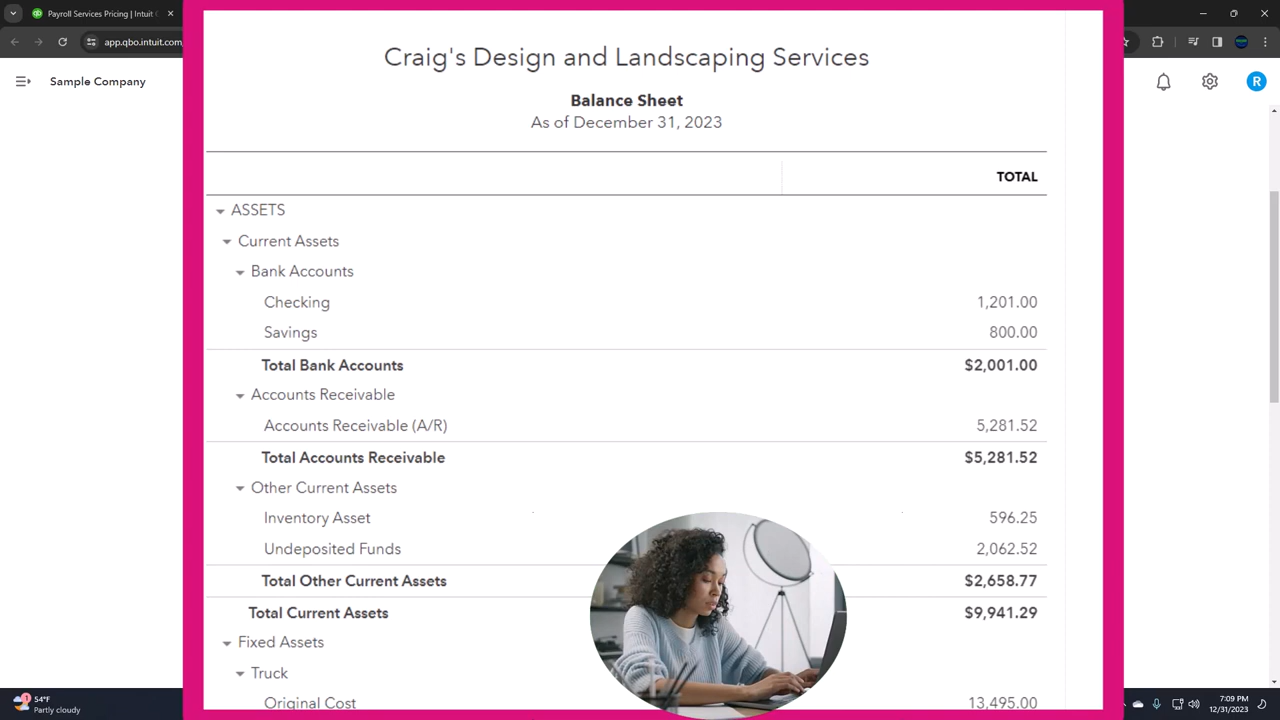 Payroll Services Pricing | Intuit Q
app.qbo.intuit.com
Sample Company
R
Craig's Design and Landscaping Services
Balance Sheet
As of December 31, 2023
TOTAL
ASSETS
Current Assets
Bank Accounts
Checking 1,201.00
Savings 800.00
Total Bank Accounts $2,001.00
Accounts Receivable
Accounts Receivable (A/R) 5,281.52
Total Accounts Receivable $5,281.52
Other Current Assets
Inventory Asset 596.25
Undeposited Funds 2,062.52
Total Other Current Assets $2,658.77
Total Current Assets $9,941.29
Fixed Assets
Truck
Original Cost 13,495.00
1
54°F
Partly cloudy
7:09 PM
12/31/2023